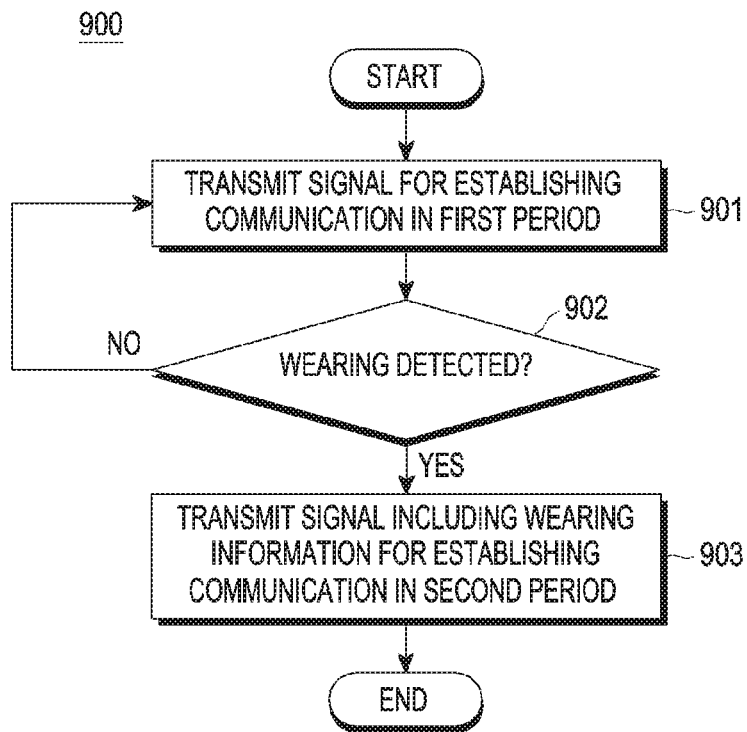 900
START
TRANSMIT SIGNAL FOR ESTABLISHING
COMMUNICATION IN FIRST PERIOD
901
902
NO
WEARING DETECTED?
YES
TRANSMIT SIGNAL INCLUDING WEARING
INFORMATION FOR ESTABLISHING
COMMUNICATION IN SECOND PERIOD
903
END